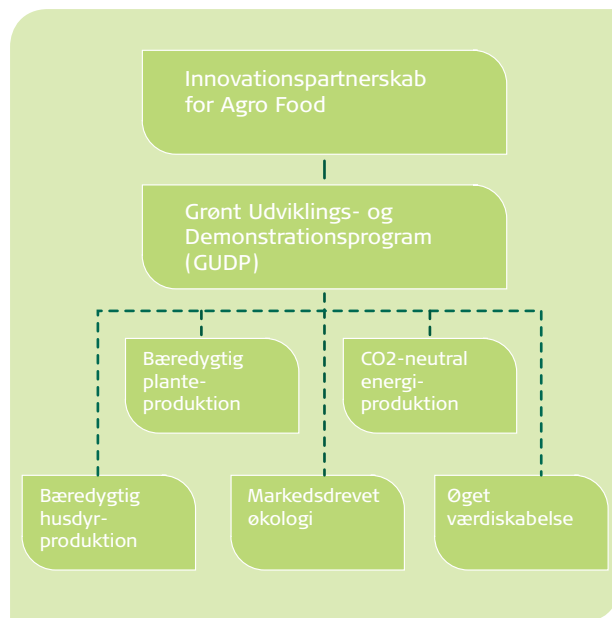 Innovationspartnerskab
for Agro Food
Grønt Udviklings- og
Demonstrationsprogram
(GUDP)
Bæredygtig
plante-
produktion
CO2-neutral
energi-
produktion
Bæredygtig
husdyr-
produktion
Markedsdrevet
økologi
Øget
værdiskabelse